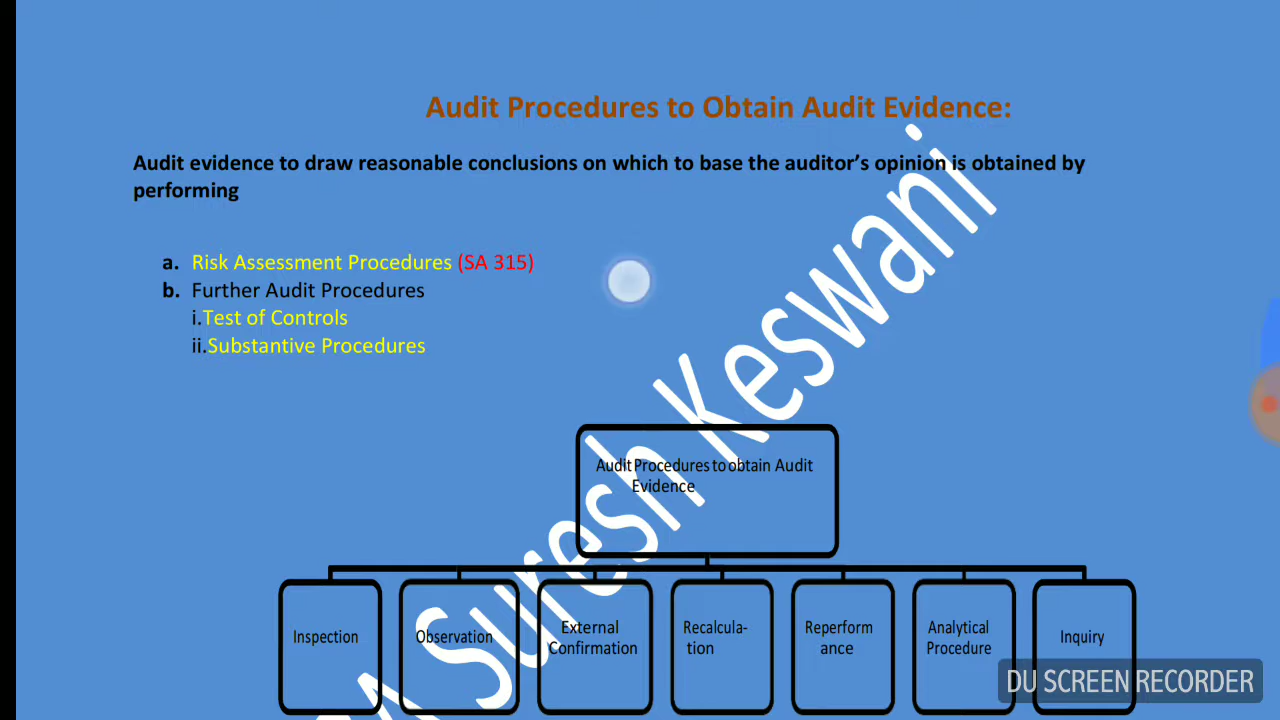 Audit Procedures to Obtain Audit Evidence:
Audit evidence to draw reasonable conclusions on which to base the auditor's opinion is obtained by
performing
a. Risk Assessment Procedures (SA 315)
b. Further Audit Procedures
i.Test of Controls
ii.Substantive Procedures
Audit Procedures to obtain Audit
Evidence
Inspection
Observation
External
Confirmation
Recalcula-
tion
Reperform
ance
Analytical
Procedure
Inquiry
Suresh Keswani
DU SCREEN RECORDER